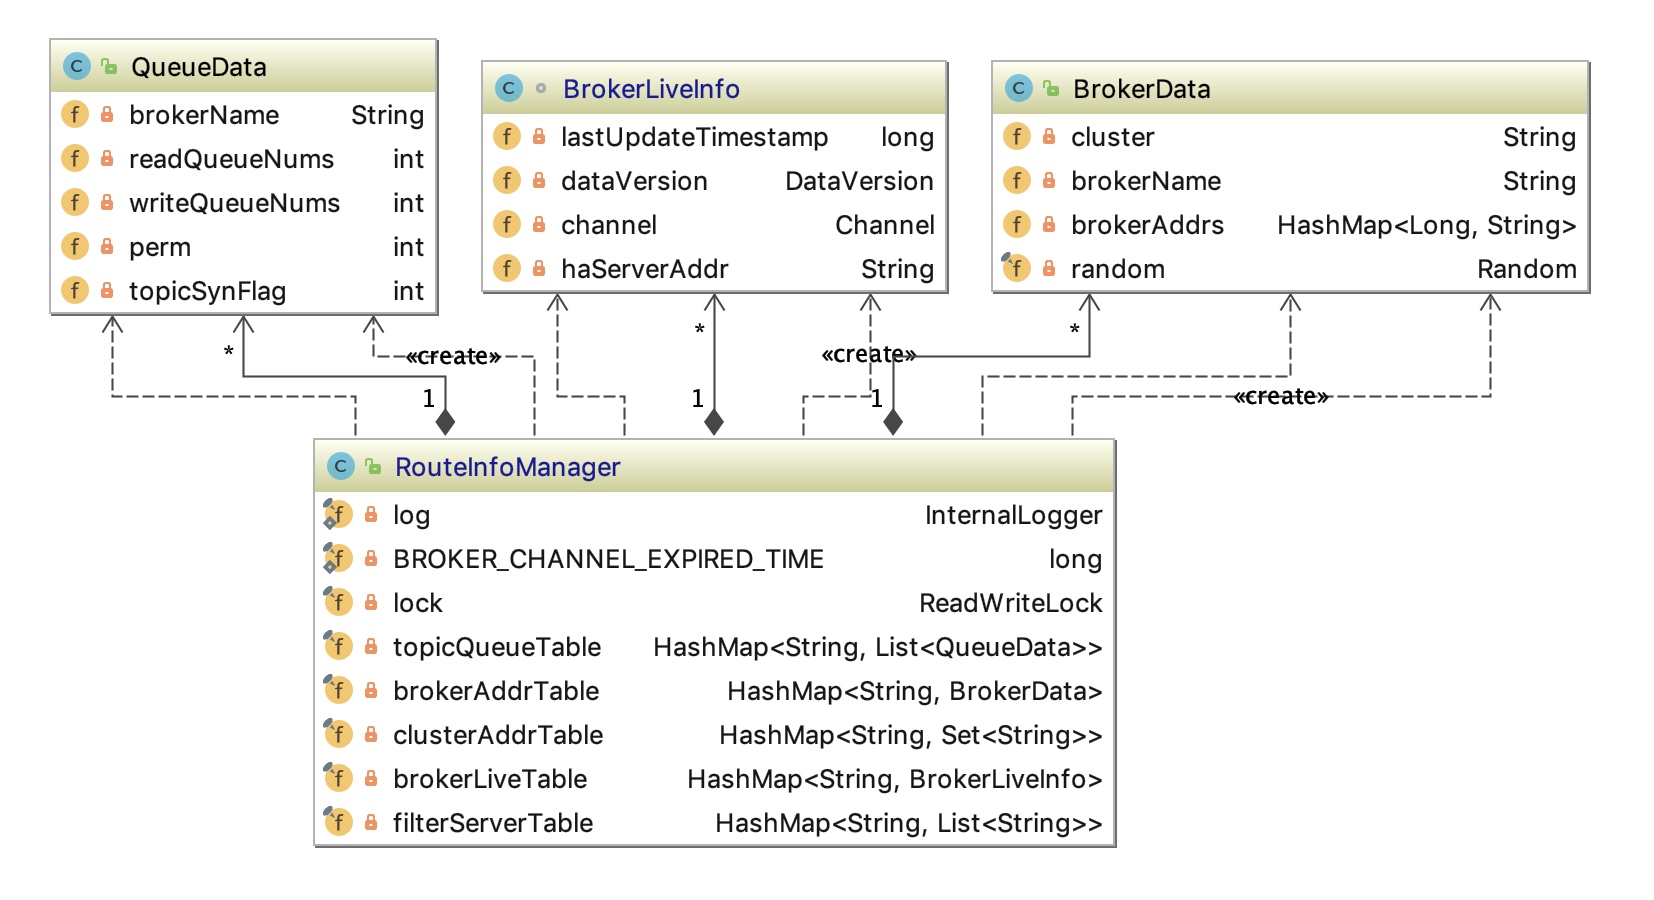 QueueData
brokerName String
readQueueNums int
writeQueueNums int
perm int
topicSynFlag int
BrokerLiveInfo
lastUpdateTimestamp long
dataVersion DataVersion
channel Channel
haServerAddr String
BrokerData
cluster String
brokerName String
brokerAddrs HashMap<Long, String>
random Random
* * *
«create» «create»
1 1 1 «create»
RouteInfoManager
log InternalLogger
BROKER_CHANNEL_EXPIRED_TIME long
lock ReadWriteLock
topicQueueTable HashMap<String, List<QueueData>>
brokerAddrTable HashMap<String, BrokerData>
clusterAddrTable HashMap<String, Set<String>>
brokerLiveTable HashMap<String, BrokerLiveInfo>
filterServerTable HashMap<String, List<String>>